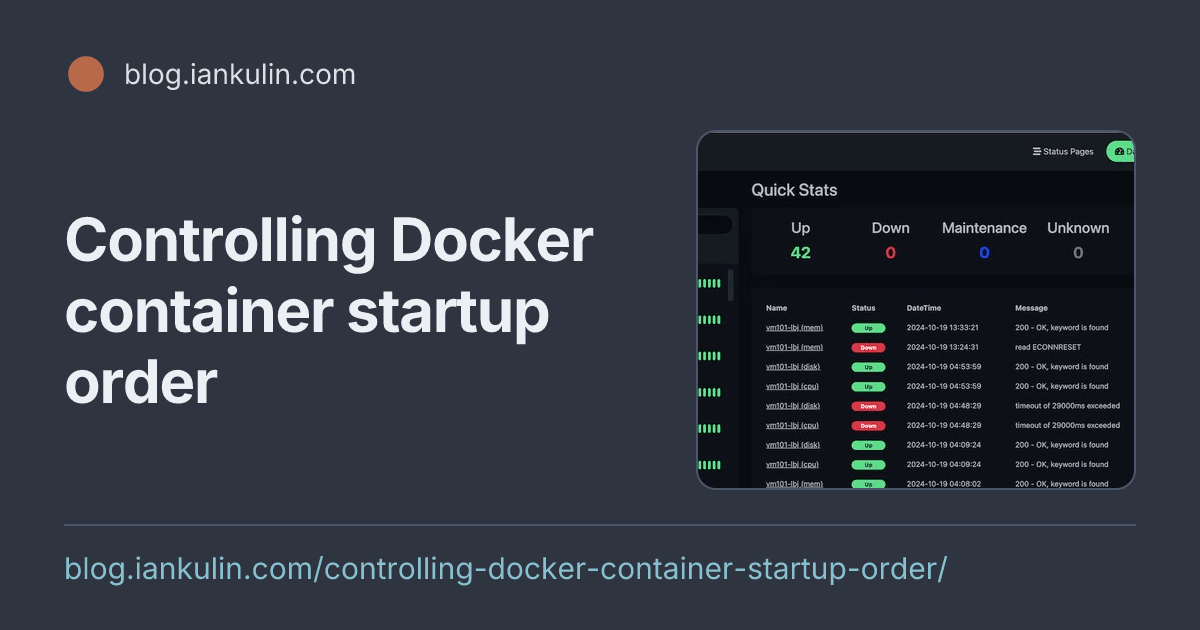 blog.iankulin.com
Controlling Docker
container startup
order
Status Pages
Quick Stats
Up Down Maintenance Unknown
42 0 0 0
Name Status DateTime Message
vm101-lbj (mem) Up 2024-10-19 13:33:21 200 - OK, keyword is found
vm101-lbj (mem) Down 2024-10-19 13:24:31 read ECONNRESET
vm101-lbj (disk) Up 2024-10-19 04:53:59 200 - OK, keyword is found
vm101-lbj (cpu) Up 2024-10-19 04:53:59 200 - OK, keyword is found
vm101-lbj (disk) Down 2024-10-19 04:48:29 timeout of 29000ms exceeded
vm101-lbj (cpu) Down 2024-10-19 04:48:29 timeout of 29000ms exceeded
vm101-lbj (disk) Up 2024-10-19 04:09:24 200 - OK, keyword is found
vm101-lbj (cpu) Up 2024-10-19 04:09:24 200 - OK, keyword is found
vm101-lbj (mem) Up 2024-10-19 04:08:02 200 - OK, keyword is found
blog.iankulin.com/controlling-docker-container-startup-order/